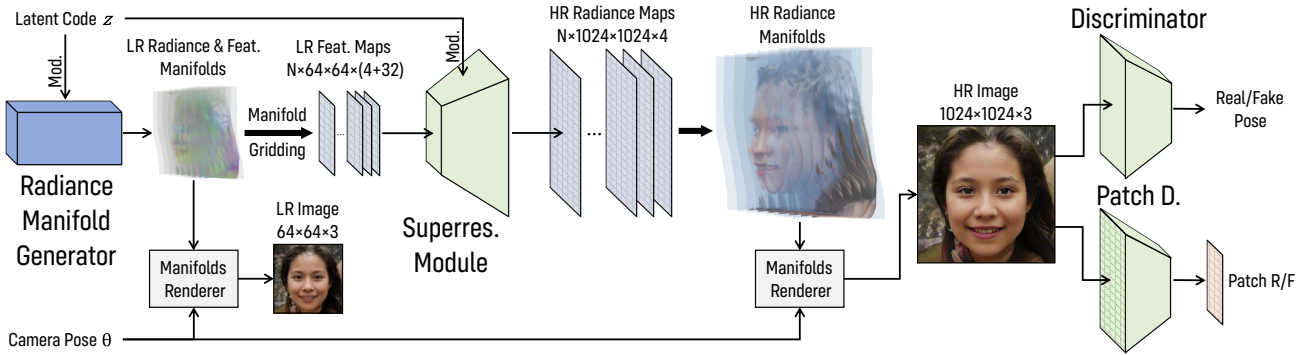 Latent Code z
Mod.
Radiance
Manifold
Generator
LR Radiance & Feat.
Manifolds
Manifold
Gridding
LR Feat. Maps
N×64×64×(4+32)
...
Mod.
Superres.
Module
HR Radiance Maps
N×1024×1024×4
...
HR Radiance
Manifolds
LR Image
64×64×3
Manifolds
Renderer
Manifolds
Renderer
Camera Pose θ
HR Image
1024×1024×3
Discriminator
Real/Fake
Pose
Patch D.
Patch R/F